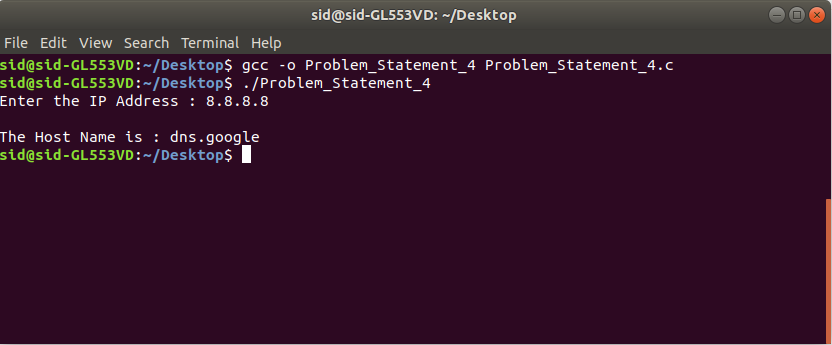 sid@sid-GL553VD: ~/Desktop
File Edit View Search Terminal Help
sid@sid-GL553VD:~/Desktop$ gcc -o Problem_Statement_4 Problem_Statement_4.c
sid@sid-GL553VD:~/Desktop$ ./Problem_Statement_4
Enter the IP Address : 8.8.8.8
The Host Name is : dns.google
sid@sid-GL553VD:~/Desktop$